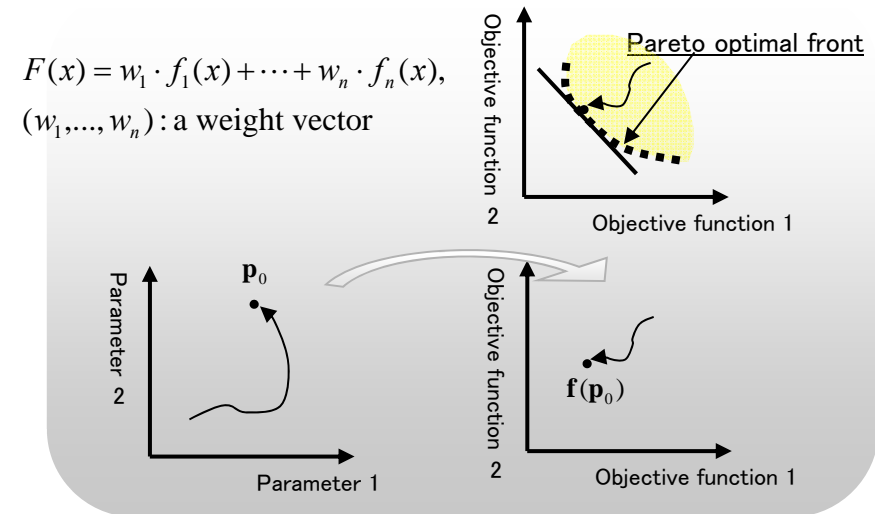 F(x) = w₁ · f₁(x) + ⋯ + wₙ · fₙ(x),
(w₁,..., wₙ) : a weight vector
Objective function 2
Pareto optimal front
Objective function 1
Parameter 2
p₀
Parameter 1
Objective function 2
f(p₀)
Objective function 1